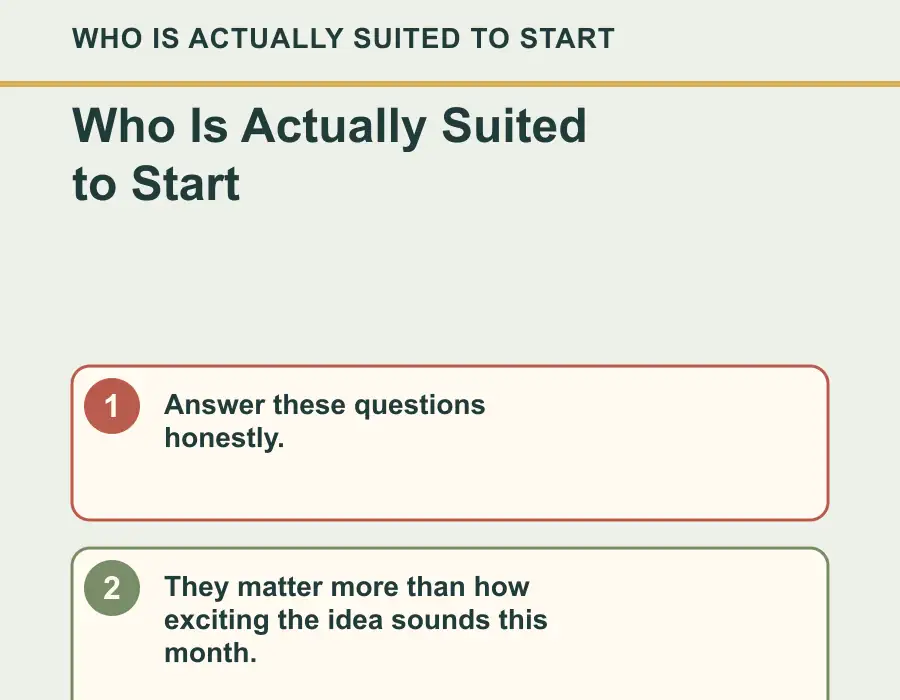 WHO IS ACTUALLY SUITED TO START
Who Is Actually Suited
to Start
1
Answer these questions
honestly.
2
They matter more than how
exciting the idea sounds this
month.